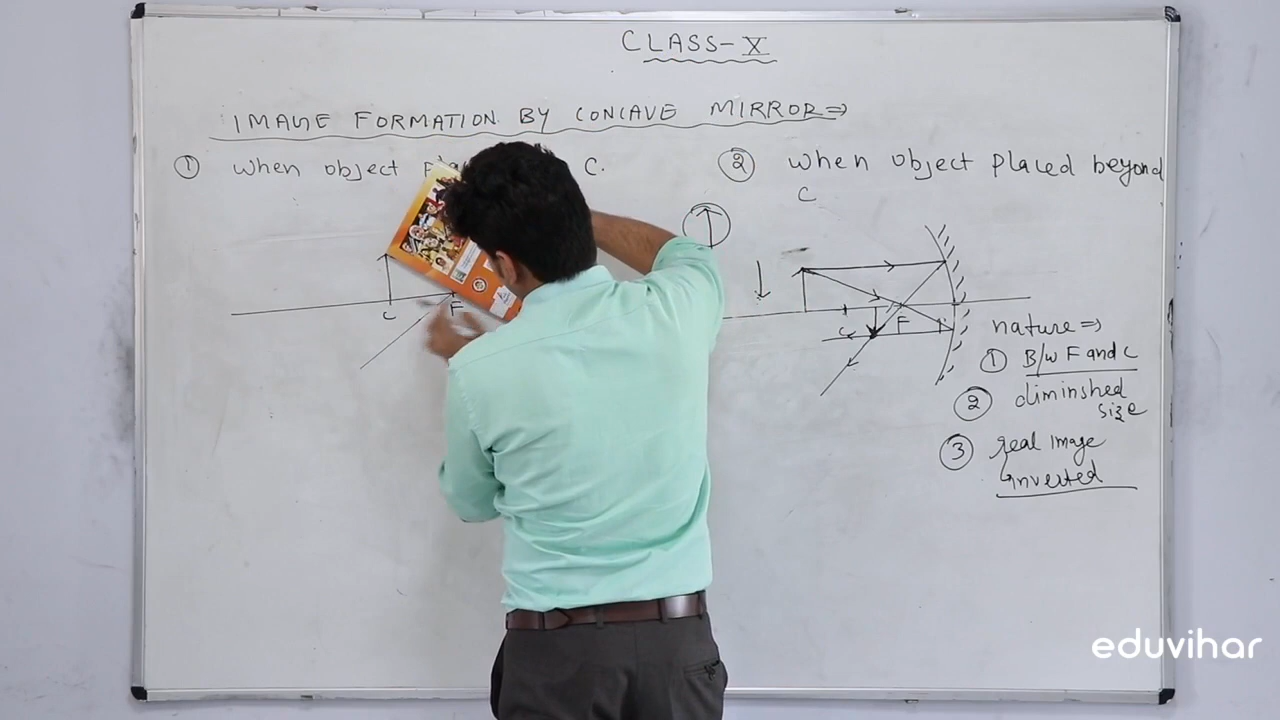 CLASS-X
IMAGE FORMATION BY CONCAVE MIRROR⇒
① when object C.
② when object placed beyond
C
C
F
C
F
nature⇒
① B/w F and C
② diminshed
size
③ real image
inverted
eduvihar